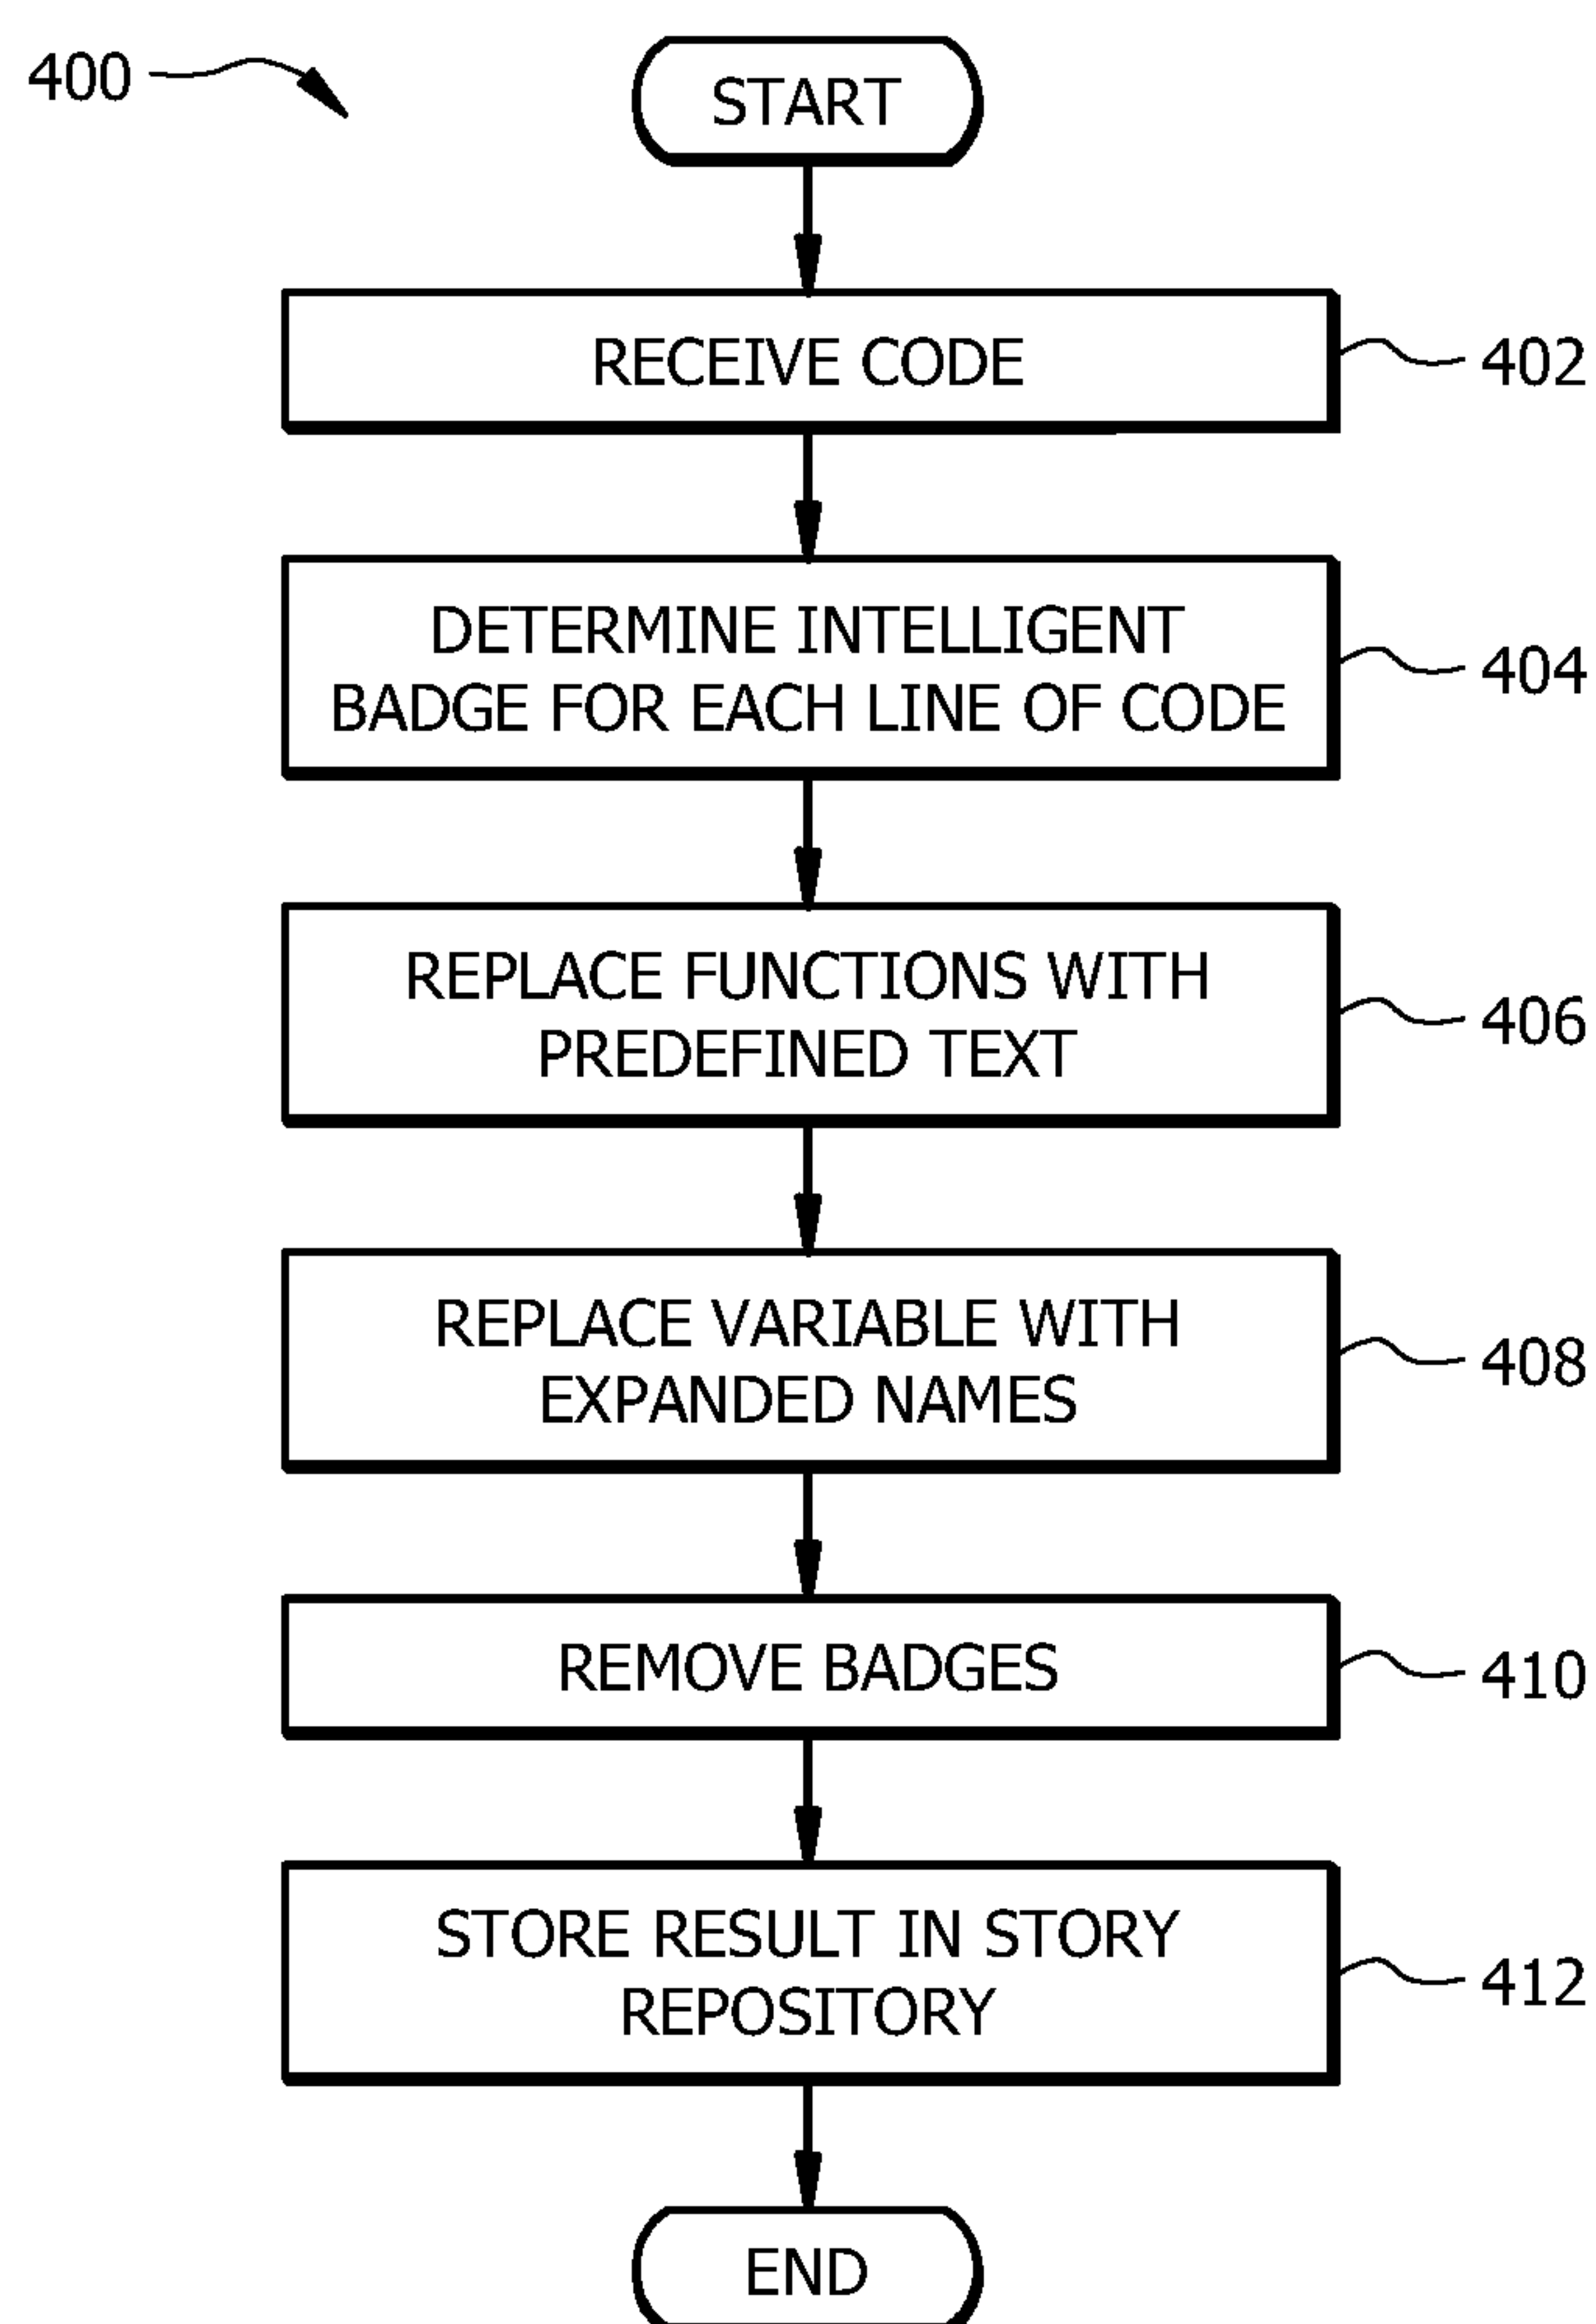 400
START
RECEIVE CODE
402
DETERMINE INTELLIGENT
BADGE FOR EACH LINE OF CODE
404
REPLACE FUNCTIONS WITH
PREDEFINED TEXT
406
REPLACE VARIABLE WITH
EXPANDED NAMES
408
REMOVE BADGES
410
STORE RESULT IN STORY
REPOSITORY
412
END